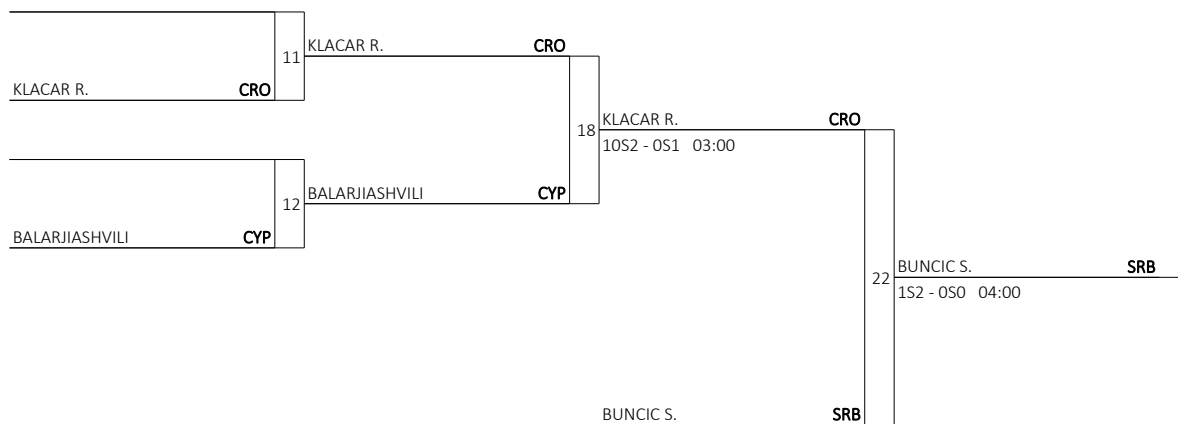 11 KLACAR R. CRO
KLACAR R. CRO
18 KLACAR R. CRO
10S2 - 0S1 03:00
12 BALARJIASHVILI CYP
BALARJIASHVILI CYP
22 BUNCIC S. SRB
1S2 - 0S0 04:00
BUNCIC S. SRB